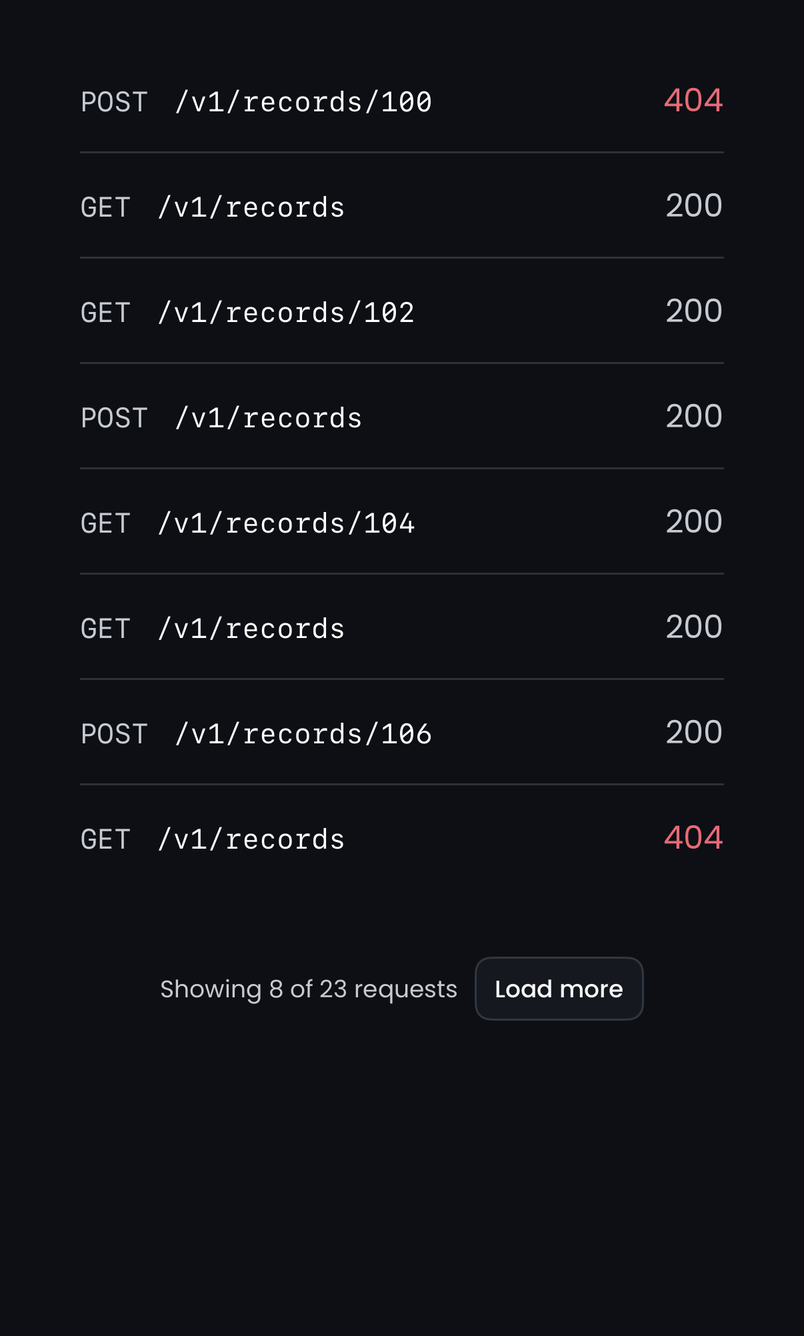 POST /v1/records/100 404
GET /v1/records 200
GET /v1/records/102 200
POST /v1/records 200
GET /v1/records/104 200
GET /v1/records 200
POST /v1/records/106 200
GET /v1/records 404
Showing 8 of 23 requests Load more